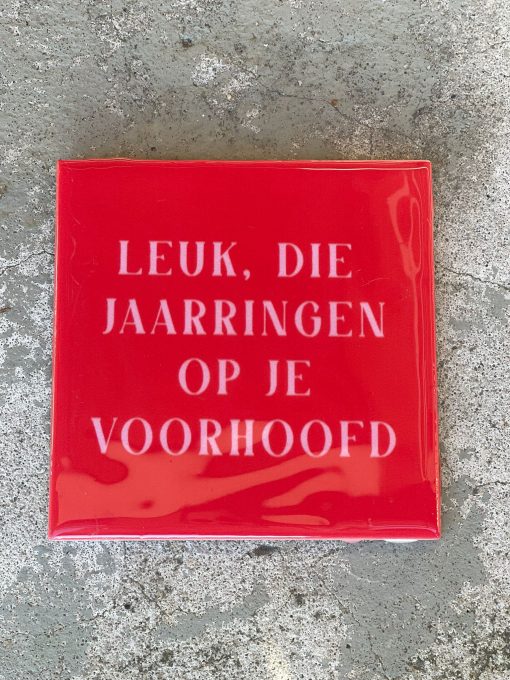 LEUK, DIE
JAARRINGEN
OP JE
VOORHOOFD